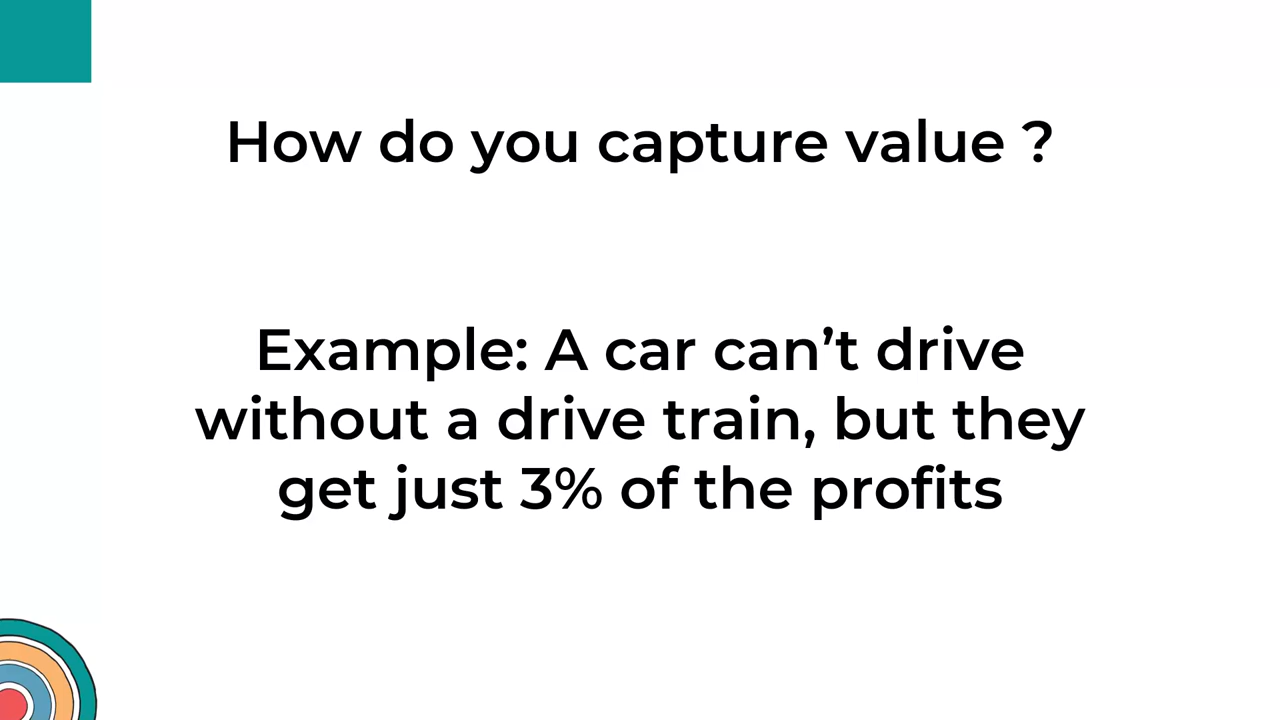 How do you capture value ?
Example: A car can’t drive
without a drive train, but they
get just 3% of the profits